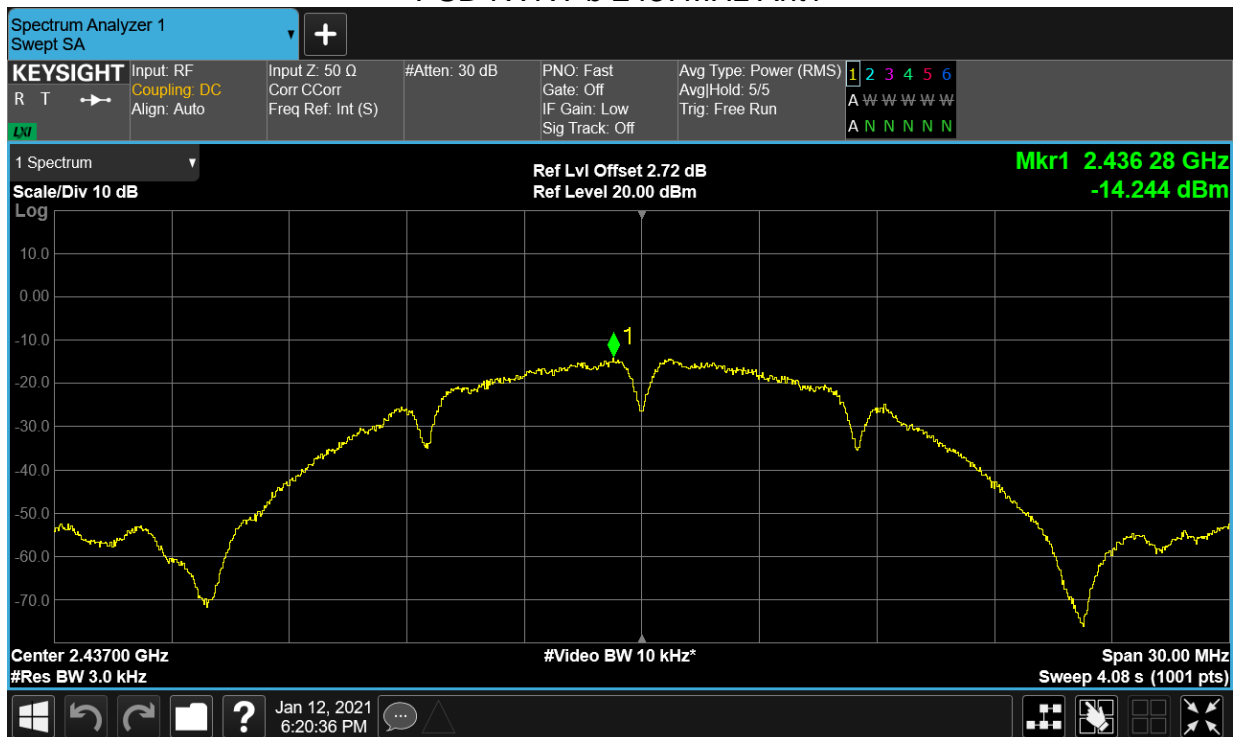 Spectrum Analyzer 1
Swept SA
+
KEYSIGHT
R T
LXI
Input: RF
Coupling: DC
Align: Auto
Input Z: 50 Ω
Corr CCorr
Freq Ref: Int (S)
#Atten: 30 dB
PNO: Fast
Gate: Off
IF Gain: Low
Sig Track: Off
Avg Type: Power (RMS)
Avg|Hold: 5/5
Trig: Free Run
1 2 3 4 5 6
A W W W W W
A N N N N N
1 Spectrum
Scale/Div 10 dB
Log
Ref Lvl Offset 2.72 dB
Ref Level 20.00 dBm
Mkr1 2.436 28 GHz
-14.244 dBm
10.0
0.00
-10.0
-20.0
-30.0
-40.0
-50.0
-60.0
-70.0
1
Center 2.43700 GHz
#Res BW 3.0 kHz
#Video BW 10 kHz*
Span 30.00 MHz
Sweep 4.08 s (1001 pts)
?
Jan 12, 2021
6:20:36 PM